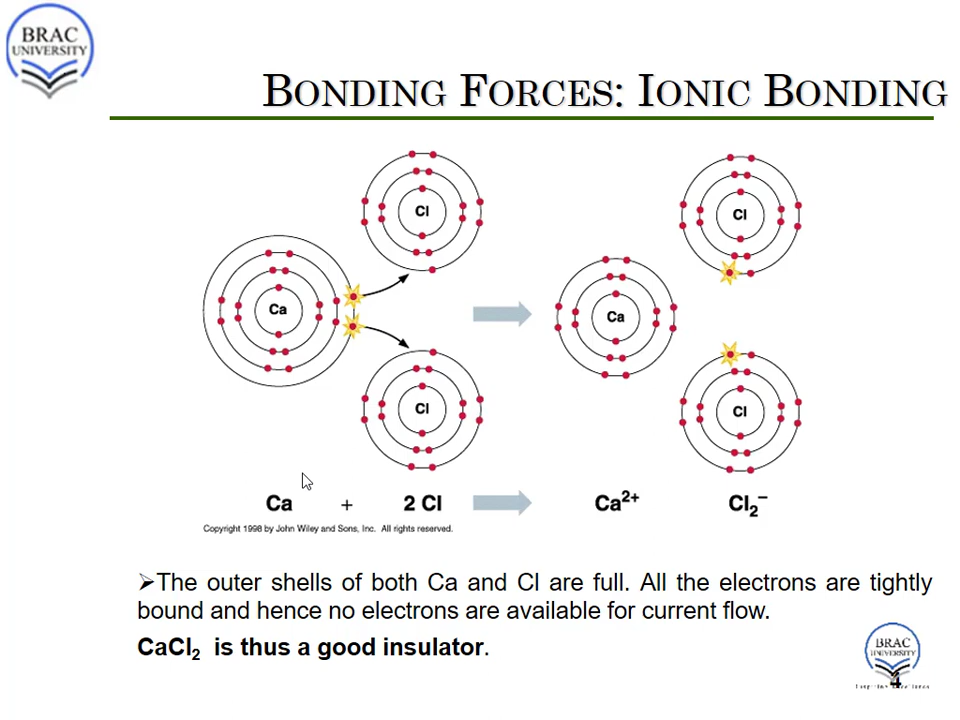 BRAC
UNIVERSITY
BONDING FORCES: IONIC BONDING
Cl
Cl
Ca
Ca
Cl
Cl
Ca + 2 Cl Ca²⁺ Cl₂⁻
Copyright 1998 by John Wiley and Sons, Inc. All rights reserved.
➢The outer shells of both Ca and Cl are full. All the electrons are tightly
bound and hence no electrons are available for current flow.
CaCl₂ is thus a good insulator.
BRAC
UNIVERSITY
4